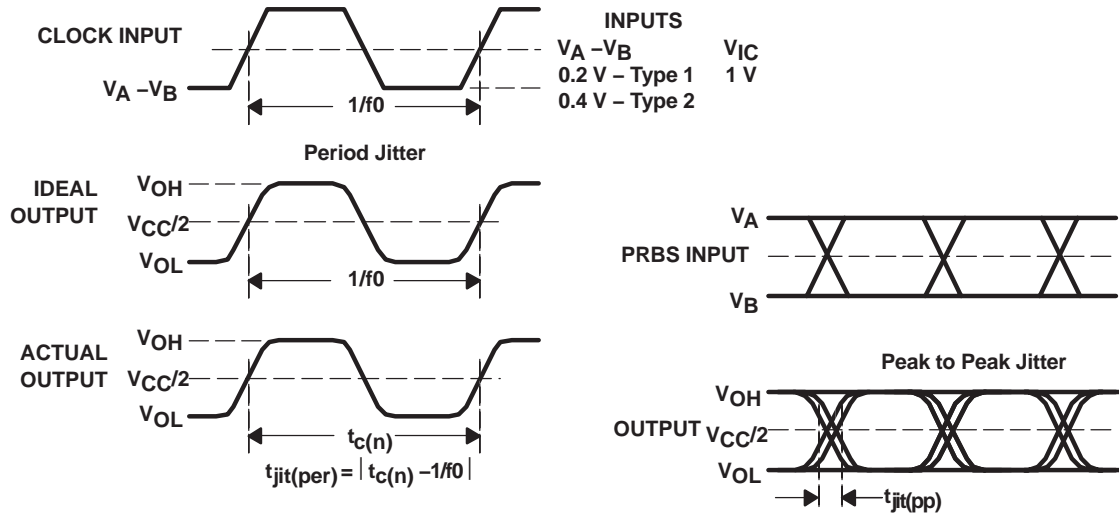 CLOCK INPUT
VA –VB
1/f0
INPUTS
VA –VB VIC
0.2 V – Type 1 1 V
0.4 V – Type 2
Period Jitter
IDEAL
OUTPUT
VOH
VCC/2
VOL
1/f0
ACTUAL
OUTPUT
VOH
VCC/2
VOL
tc(n)
tjit(per) = | tc(n) –1/f0 |
VA
PRBS INPUT
VB
Peak to Peak Jitter
VOH
OUTPUT VCC/2
VOL
tjit(pp)